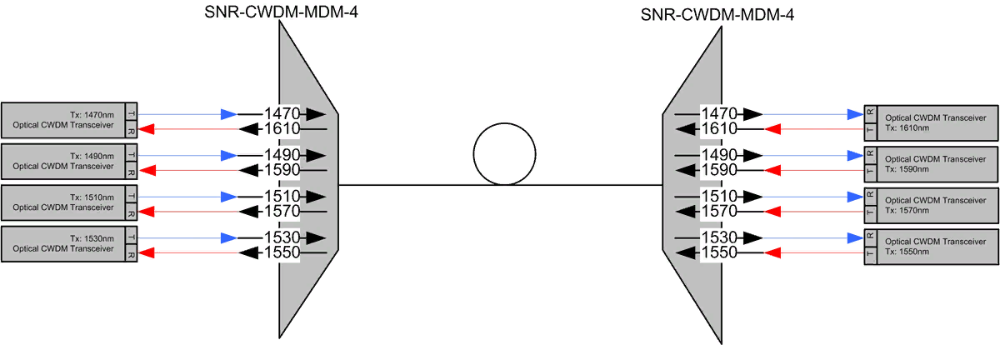 SNR-CWDM-MDM-4
SNR-CWDM-MDM-4
Tx: 1470nm
Optical CWDM Transceiver
T
R
1470
1610
1470
1610
R
T
Optical CWDM Transceiver
Tx: 1610nm
Tx: 1490nm
Optical CWDM Transceiver
T
R
1490
1590
1490
1590
R
T
Optical CWDM Transceiver
Tx: 1590nm
Tx: 1510nm
Optical CWDM Transceiver
T
R
1510
1570
1510
1570
R
T
Optical CWDM Transceiver
Tx: 1570nm
Tx: 1530nm
Optical CWDM Transceiver
T
R
1530
1550
1530
1550
R
T
Optical CWDM Transceiver
Tx: 1550nm